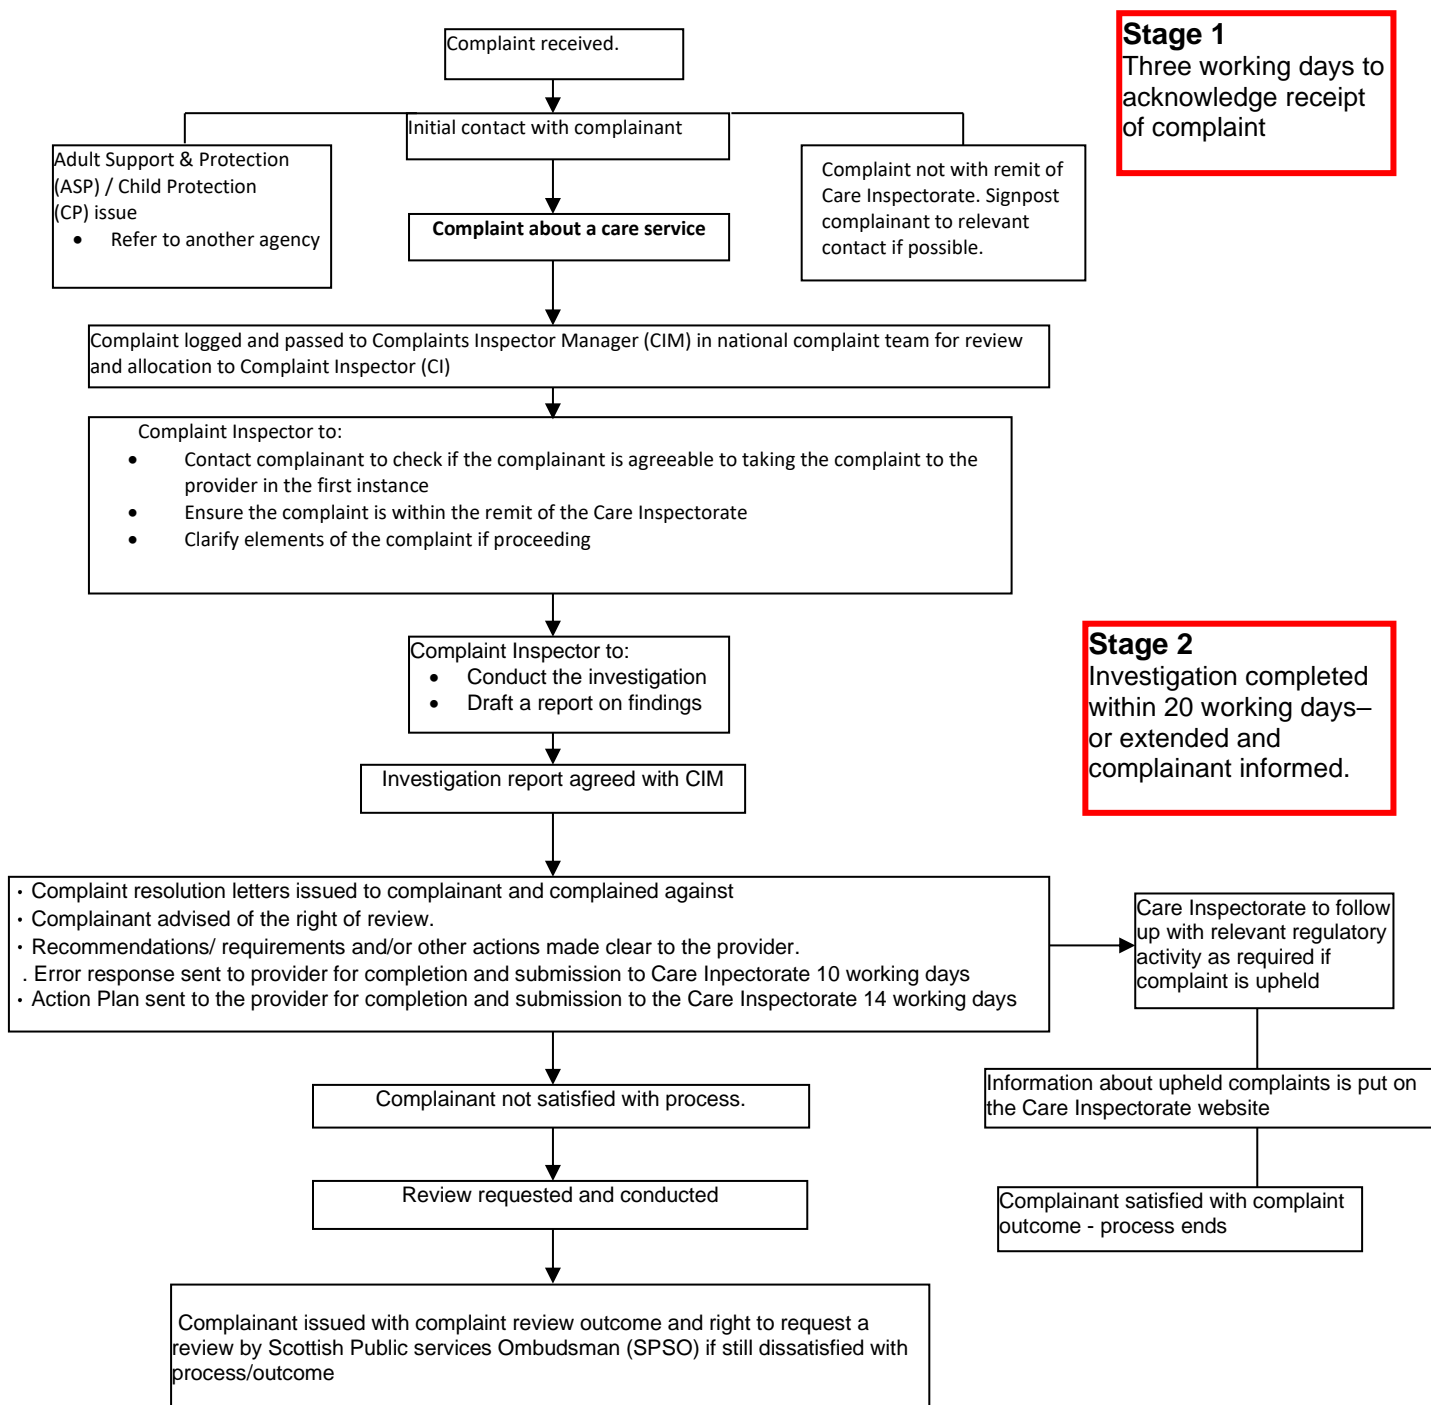 Complaint received.
Stage 1
Three working days to
acknowledge receipt
of complaint
Initial contact with complainant
Adult Support & Protection
(ASP) / Child Protection
(CP) issue
• Refer to another agency
Complaint about a care service
Complaint not with remit of
Care Inspectorate. Signpost
complainant to relevant
contact if possible.
Complaint logged and passed to Complaints Inspector Manager (CIM) in national complaint team for review
and allocation to Complaint Inspector (CI)
Complaint Inspector to:
• Contact complainant to check if the complainant is agreeable to taking the complaint to the
provider in the first instance
• Ensure the complaint is within the remit of the Care Inspectorate
• Clarify elements of the complaint if proceeding
Complaint Inspector to:
• Conduct the investigation
• Draft a report on findings
Stage 2
Investigation completed
within 20 working days–
or extended and
complainant informed.
Investigation report agreed with CIM
· Complaint resolution letters issued to complainant and complained against
· Complainant advised of the right of review.
· Recommendations/ requirements and/or other actions made clear to the provider.
. Error response sent to provider for completion and submission to Care Inpectorate 10 working days
· Action Plan sent to the provider for completion and submission to the Care Inspectorate 14 working days
Care Inspectorate to follow
up with relevant regulatory
activity as required if
complaint is upheld
Information about upheld complaints is put on
the Care Inspectorate website
Complainant satisfied with complaint
outcome - process ends
Complainant not satisfied with process.
Review requested and conducted
Complainant issued with complaint review outcome and right to request a
review by Scottish Public services Ombudsman (SPSO) if still dissatisfied with
process/outcome